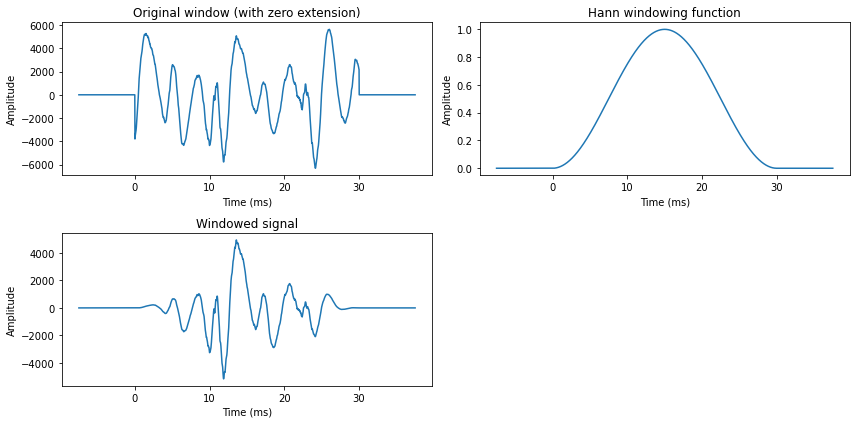 Original window (with zero extension)
6000
4000
2000
0
−2000
−4000
−6000
Amplitude
0 10 20 30
Time (ms)
Hann windowing function
1.0
0.8
0.6
0.4
0.2
0.0
Amplitude
0 10 20 30
Time (ms)
Windowed signal
4000
2000
0
−2000
−4000
Amplitude
0 10 20 30
Time (ms)